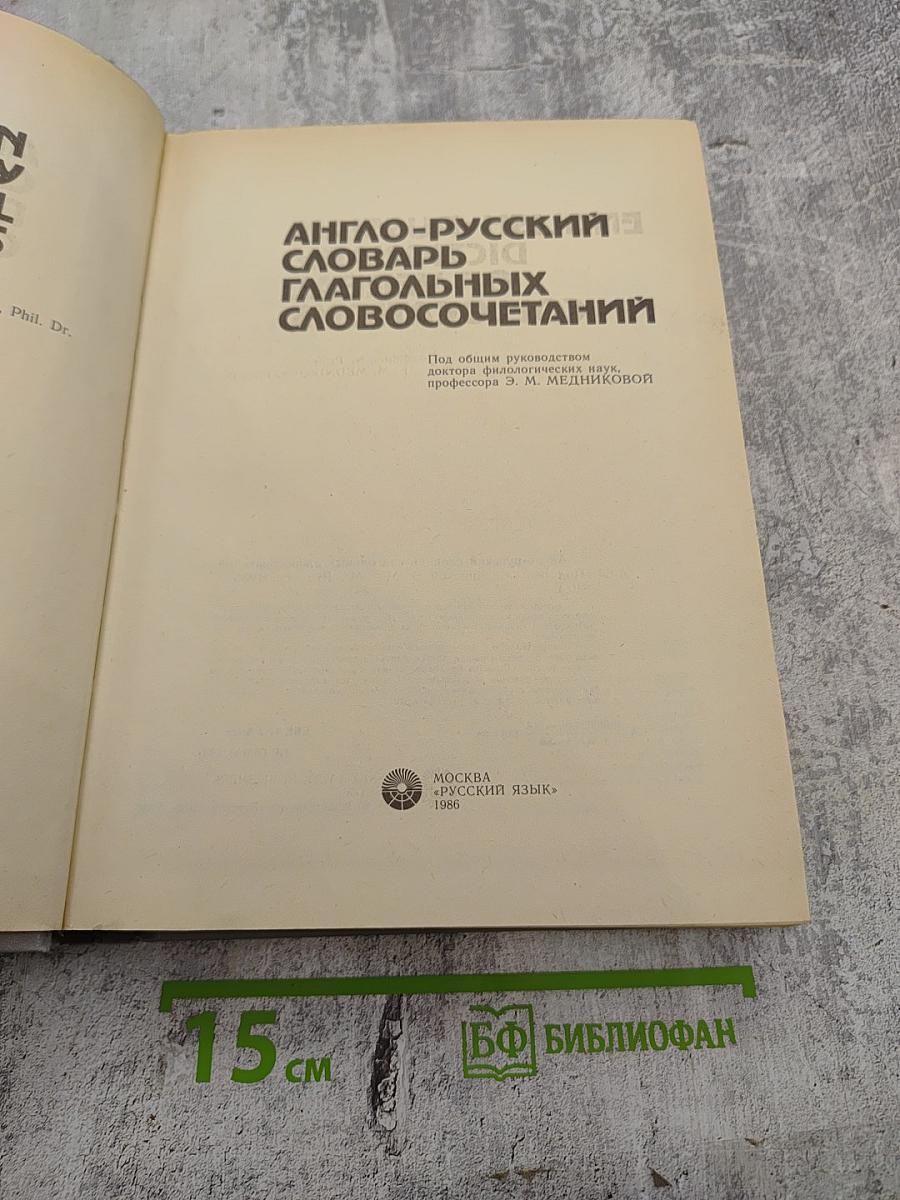 Phil. Dr.
АНГЛО-РУССКИЙ
СЛОВАРЬ
ГЛАГОЛЬНЫХ
СЛОВОСОЧЕТАНИЙ
Под общим руководством
доктора филологических наук,
профессора Э. М. МЕДНИКОВОЙ
МОСКВА
«РУССКИЙ ЯЗЫК»
1986
15 см
БФ БИБЛИОФАН